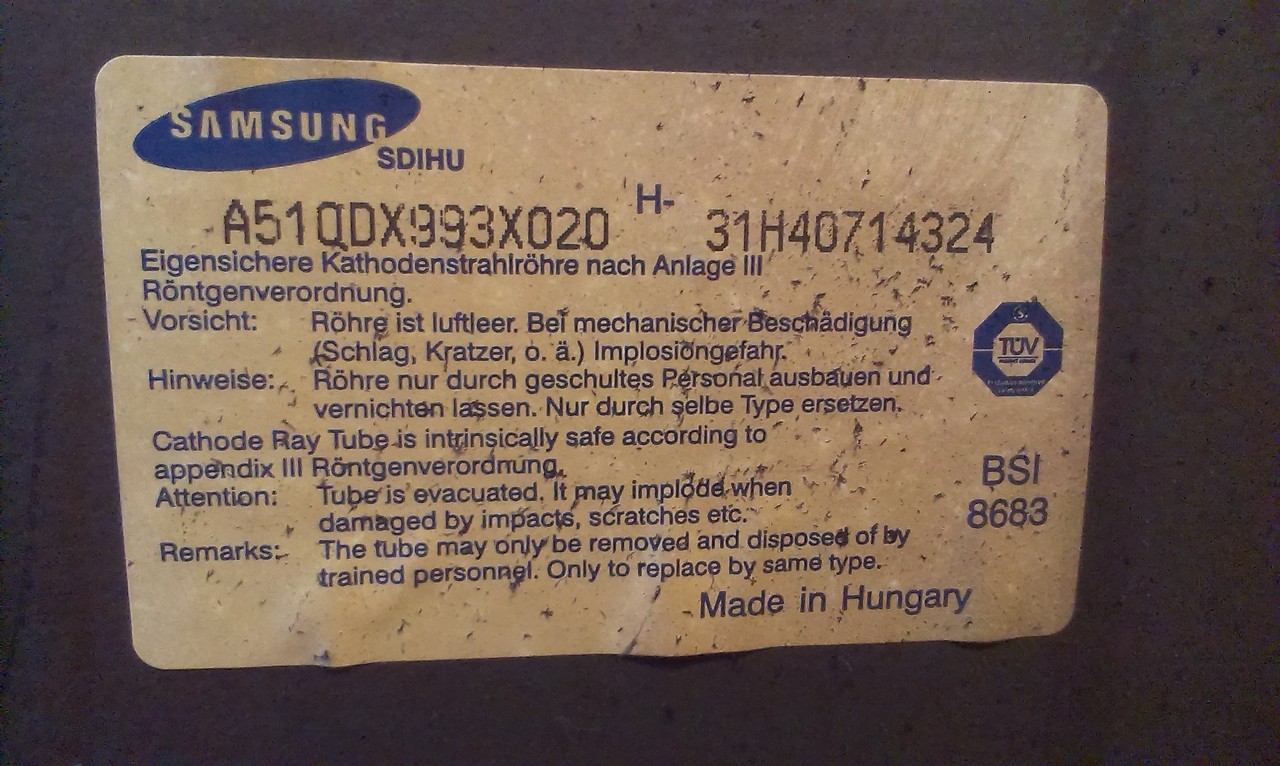 SAMSUNG
SDIHU
A51QDX993X020 H- 31H40714324
Eigensichere Kathodenstrahlröhre nach Anlage III
Röntgenverordnung.
Vorsicht: Röhre ist luftleer. Bei mechanischer Beschädigung
(Schlag, Kratzer, o. ä.) Implosiongefahr.
Hinweise: Röhre nur durch geschultes Personal ausbauen und
vernichten lassen. Nur durch selbe Type ersetzen.
TÜV
Cathode Ray Tube is intrinsically safe according to
appendix III Röntgenverordnung.
Attention: Tube is evacuated. It may implode when
damaged by impacts, scratches etc.
BSI
8683
Remarks: The tube may only be removed and disposed of by
trained personnel. Only to replace by same type.
Made in Hungary